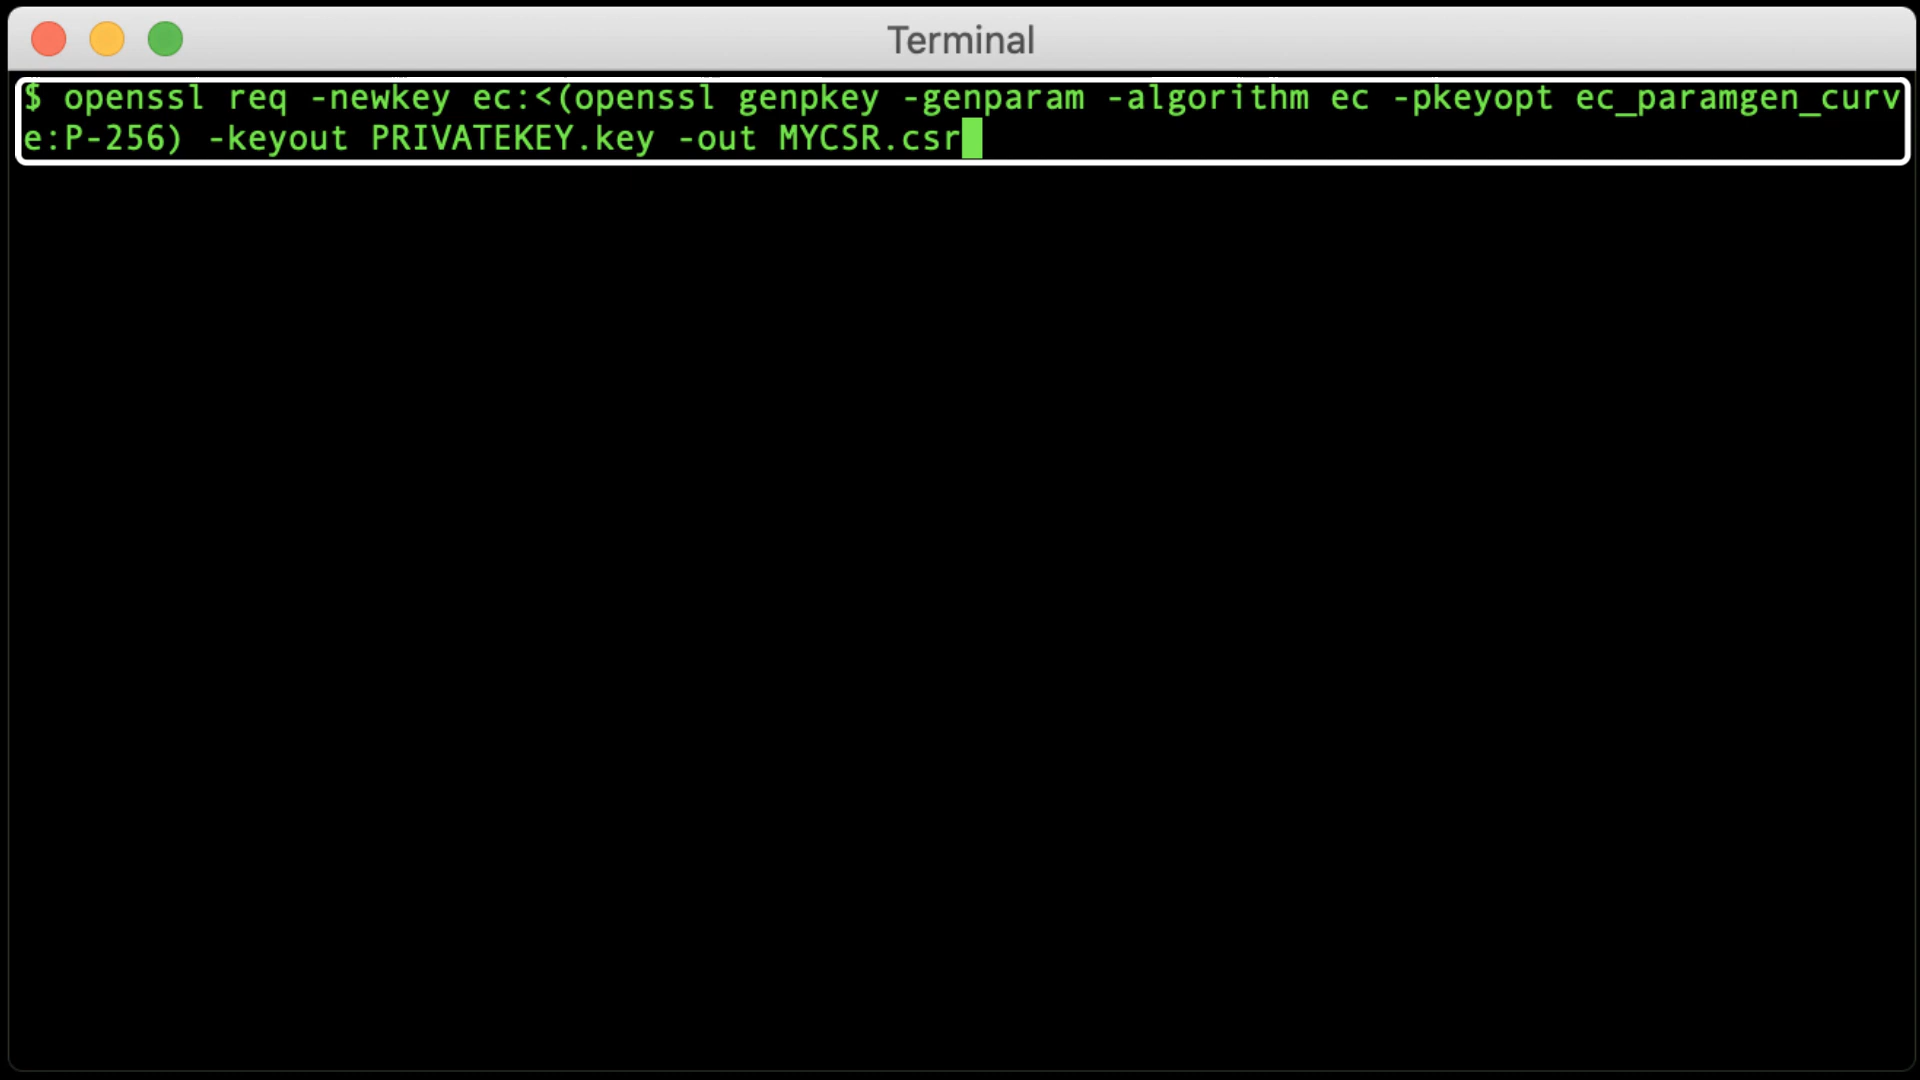 Terminal
$ openssl req -newkey ec:<(openssl genpkey -genparam -algorithm ec -pkeyopt ec_paramgen_curv
e:P-256) -keyout PRIVATEKEY.key -out MYCSR.csr